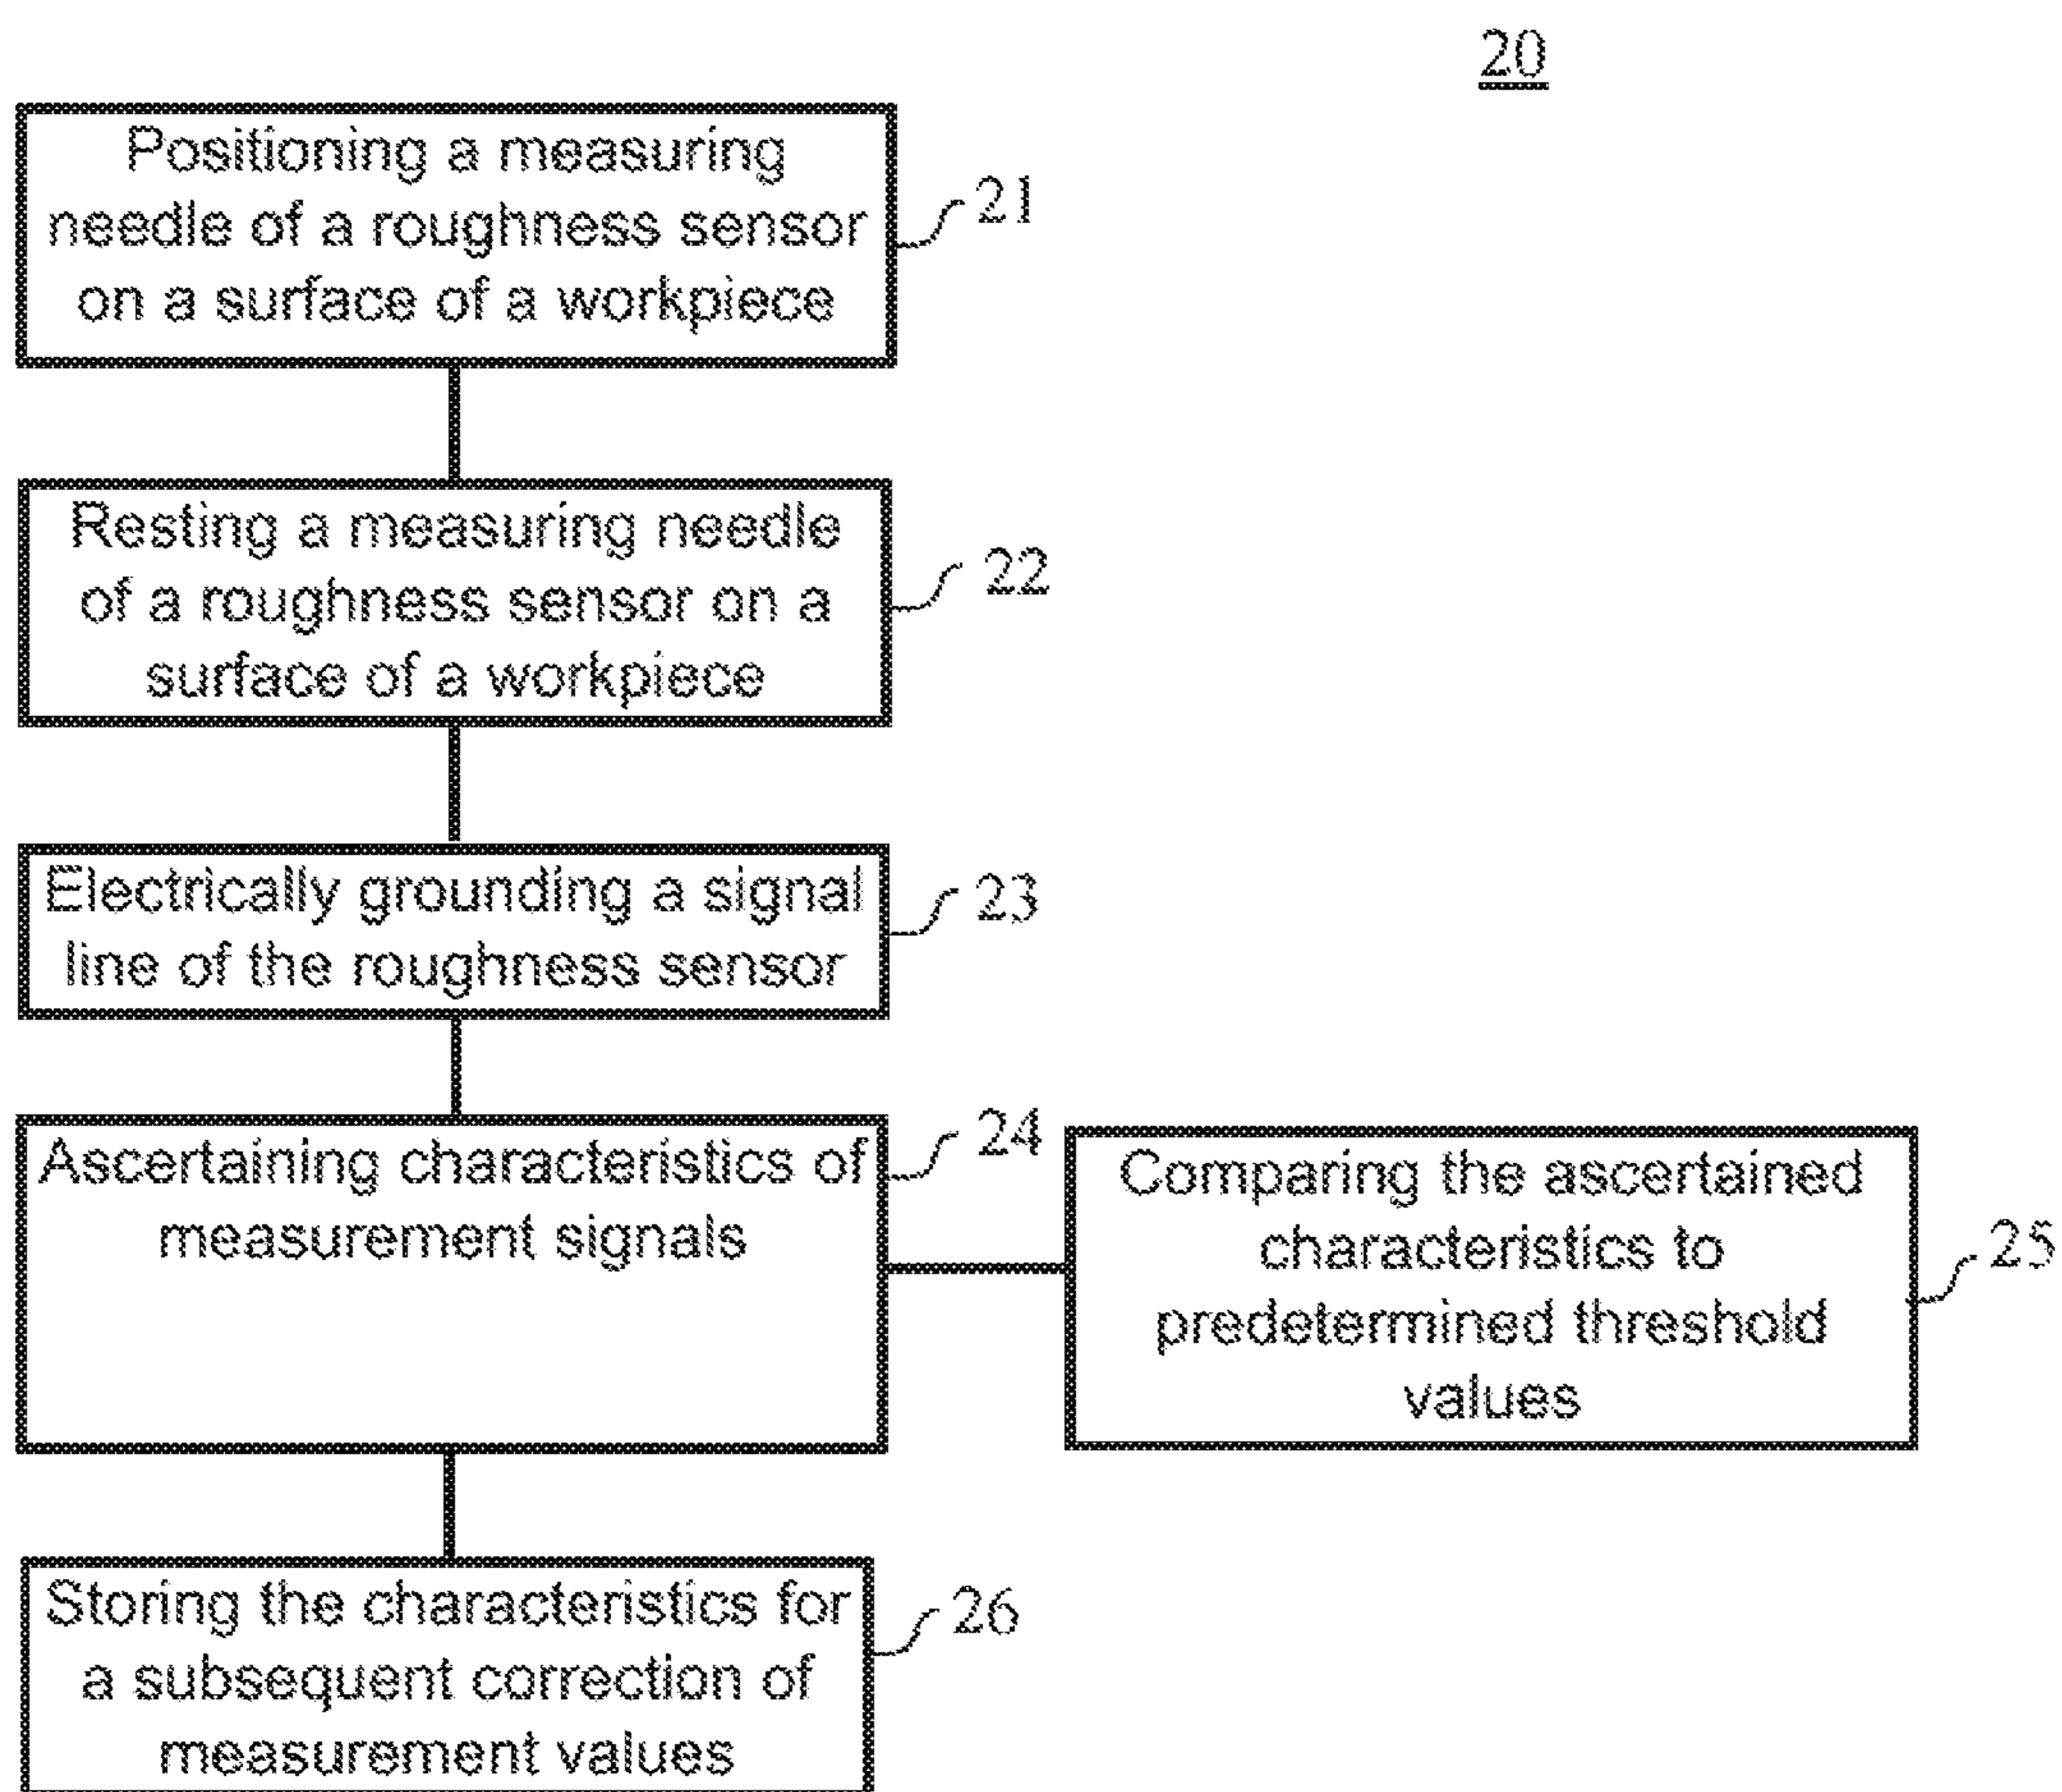 20
Positioning a measuring
needle of a roughness sensor
on a surface of a workpiece
21
Resting a measuring needle
of a roughness sensor on a
surface of a workpiece
22
Electrically grounding a signal
line of the roughness sensor
23
Ascertaining characteristics of
measurement signals
24
Comparing the ascertained
characteristics to
predetermined threshold
values
25
Storing the characteristics for
a subsequent correction of
measurement values
26